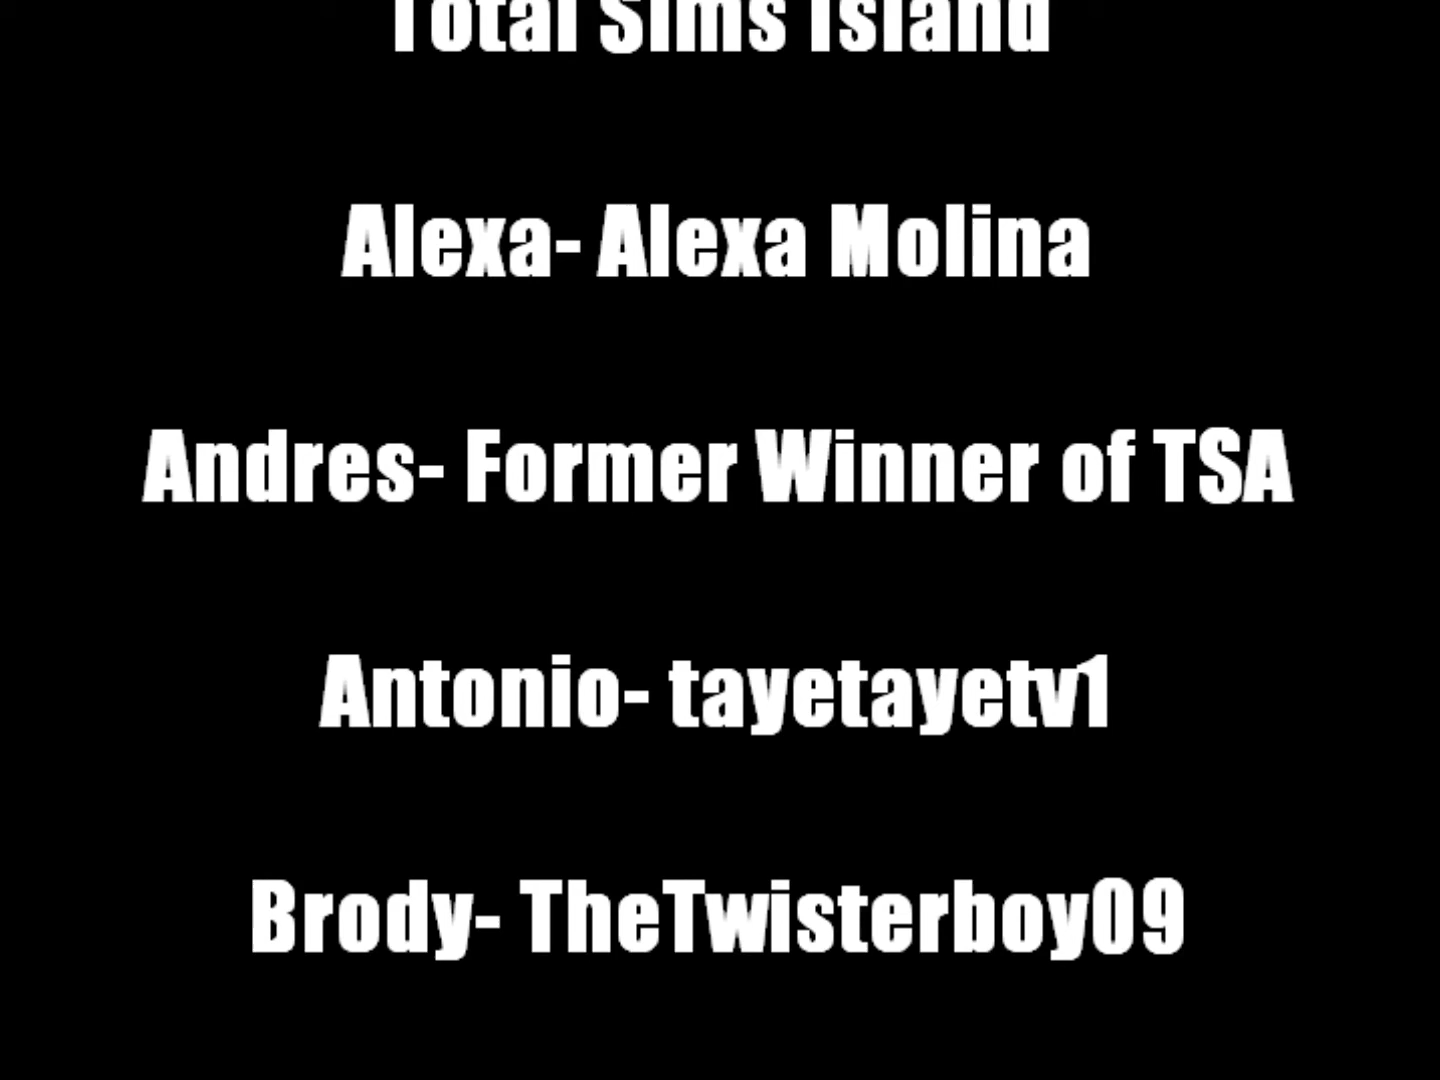 Total Sims Island
Alexa- Alexa Molina
Andres- Former Winner of TSA
Antonio- tayetayetv1
Brody- TheTwisterboy09